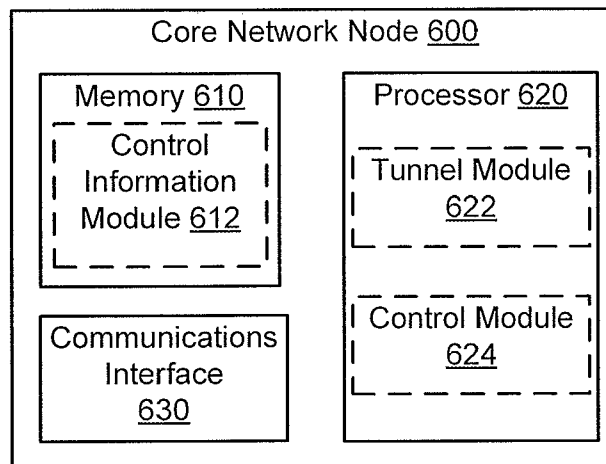 Core Network Node 600
Memory 610
Control
Information
Module 612
Communications
Interface
630
Processor 620
Tunnel Module
622
Control Module
624